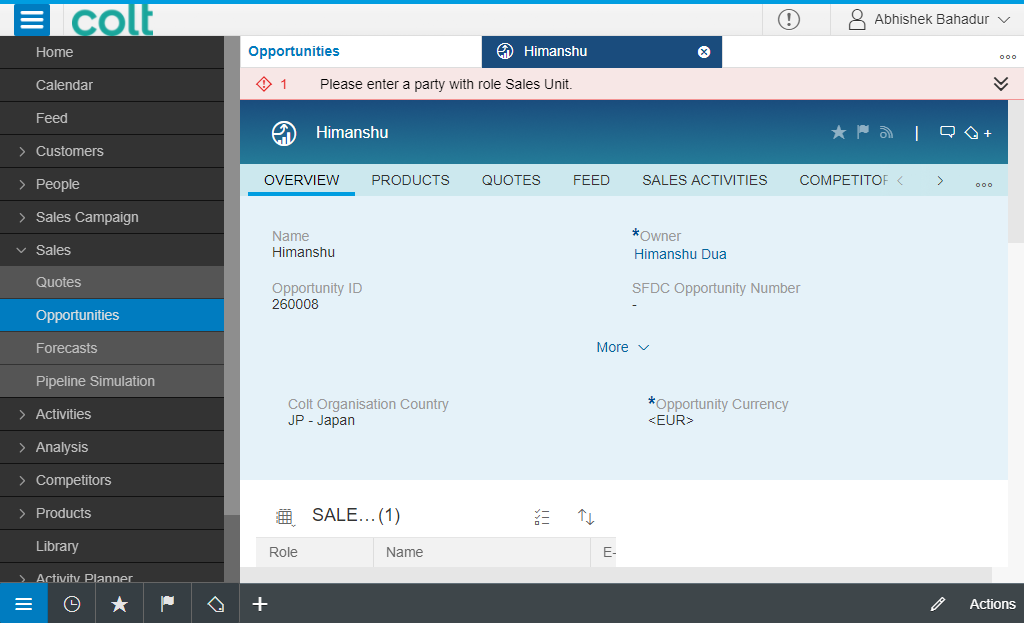 colt
Abhishek Bahadur
Home
Calendar
Feed
Customers
People
Sales Campaign
Sales
Quotes
Opportunities
Forecasts
Pipeline Simulation
Activities
Analysis
Competitors
Products
Library
Activity Planner
Opportunities
Himanshu
1 Please enter a party with role Sales Unit.
Himanshu
OVERVIEW PRODUCTS QUOTES FEED SALES ACTIVITIES COMPETITOR
Name
Himanshu
*Owner
Himanshu Dua
Opportunity ID
260008
SFDC Opportunity Number
-
More
Colt Organisation Country
JP - Japan
*Opportunity Currency
<EUR>
SALE...(1)
Role Name E-
Actions